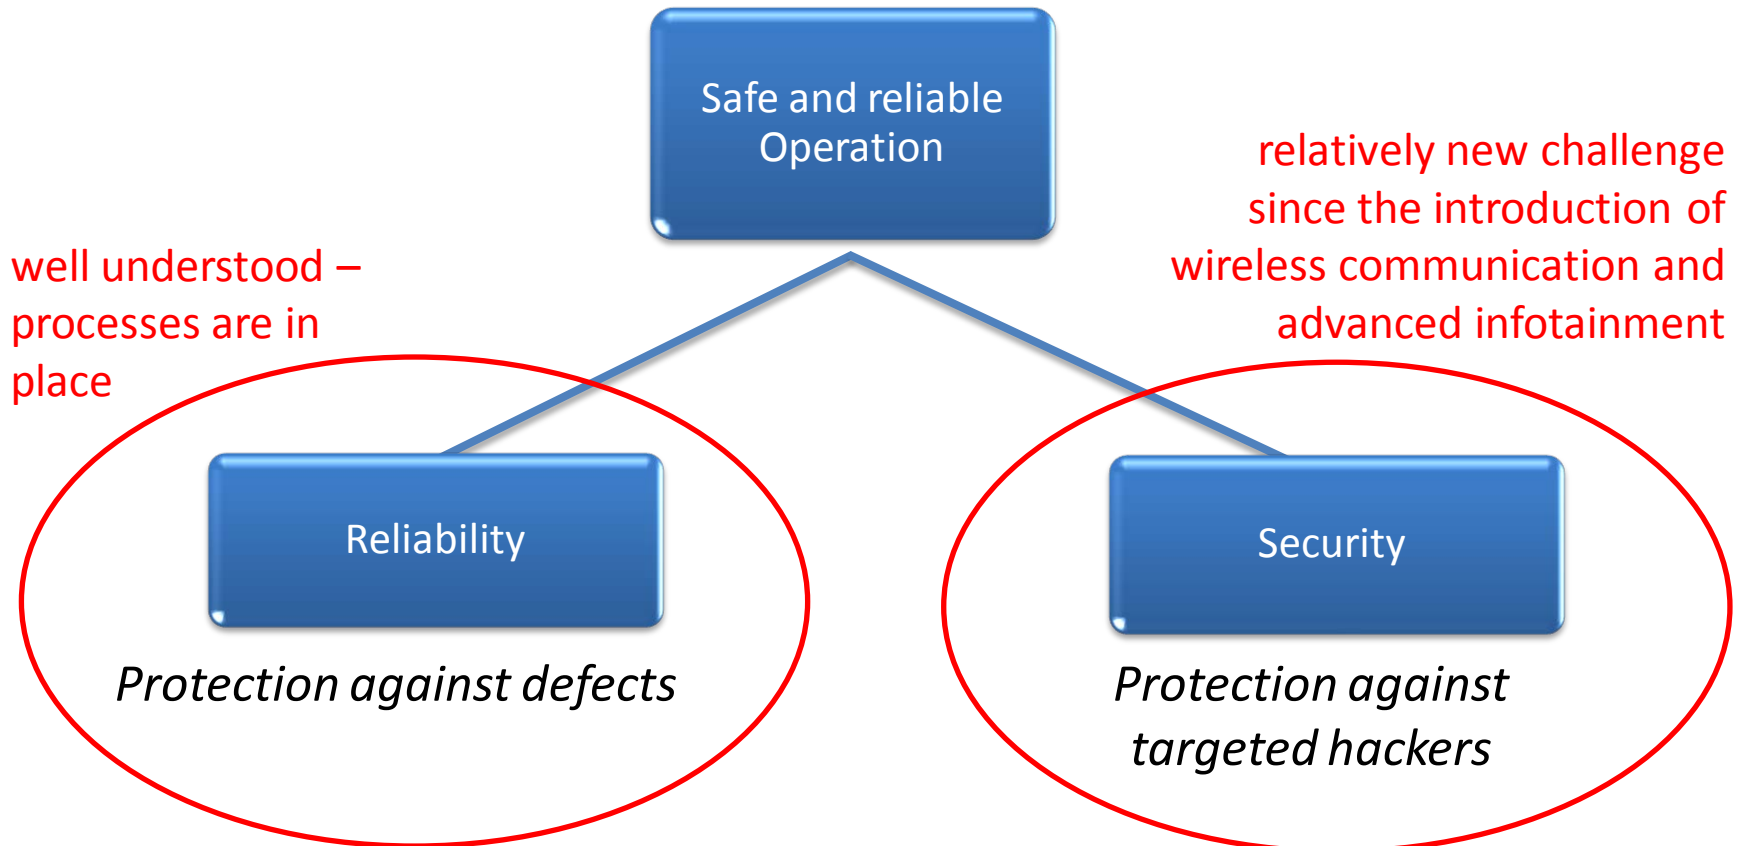 Safe and reliable
Operation
relatively new challenge
since the introduction of
wireless communication and
advanced infotainment
well understood –
processes are in
place
Reliability
Security
Protection against defects
Protection against
targeted hackers